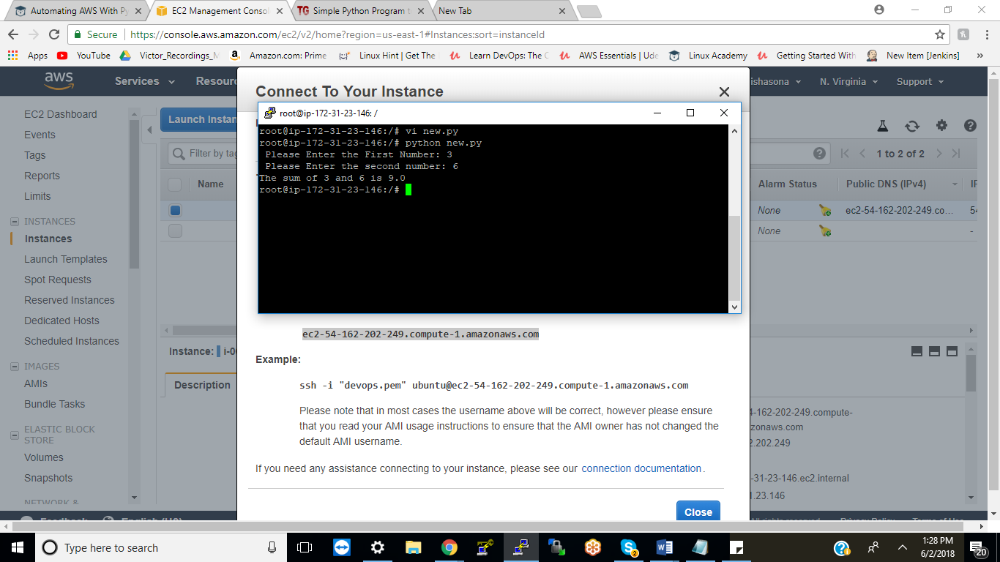 Automating AWS With Py
EC2 Management Conso
TG Simple Python Program t
New Tab
Secure | https://console.aws.amazon.com/ec2/v2/home?region=us-east-1#Instances:sort=instanceId
Apps YouTube Victor_Recordings_M Amazon.com: Prime Linux Hint | Get The Learn DevOps: The C AWS Essentials | Ude Linux Academy Getting Started With New Item [Jenkins] »
aws Services Resour ishasona N. Virginia Support
Connect To Your Instance
root@ip-172-31-23-146: /
root@ip-172-31-23-146:/# vi new.py
root@ip-172-31-23-146:/# python new.py
Please Enter the First Number: 3
Please Enter the second number: 6
The sum of 3 and 6 is 9.0
root@ip-172-31-23-146:/#
EC2 Dashboard
Events
Tags
Reports
Limits
INSTANCES
Instances
Launch Templates
Spot Requests
Reserved Instances
Dedicated Hosts
Scheduled Instances
IMAGES
AMIs
Bundle Tasks
ELASTIC BLOCK
STORE
Volumes
Snapshots
NETWORK &
Launch Instan
Filter by tag
1 to 2 of 2
Name
Alarm Status Public DNS (IPv4) IP
None ec2-54-162-202-249.co... 54
None -
Instance: i-0
Description
ec2-54-162-202-249.compute-1.amazonaws.com
Example:
ssh -i "devops.pem" ubuntu@ec2-54-162-202-249.compute-1.amazonaws.com
Please note that in most cases the username above will be correct, however please ensure
that you read your AMI usage instructions to ensure that the AMI owner has not changed the
default AMI username.
If you need any assistance connecting to your instance, please see our connection documentation.
Close
-162-202-249.compute-
zonaws.com
.202.249
-31-23-146.ec2.internal
.23.146
Feedback English (US)
All rights reserved. Privacy Policy Terms of Use
Type here to search
1:28 PM
6/2/2018
2
20